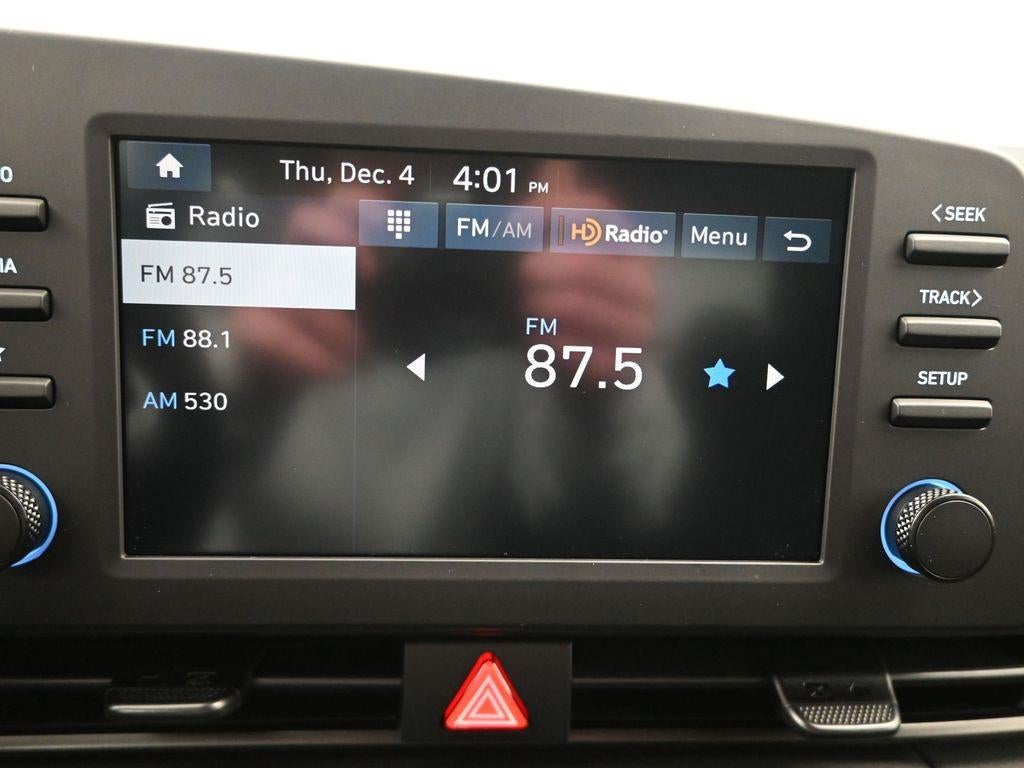 Thu, Dec. 4 4:01 PM
Radio FM/AM HD Radio® Menu
FM 87.5
FM 88.1
AM 530
FM
87.5
<SEEK
TRACK>
SETUP